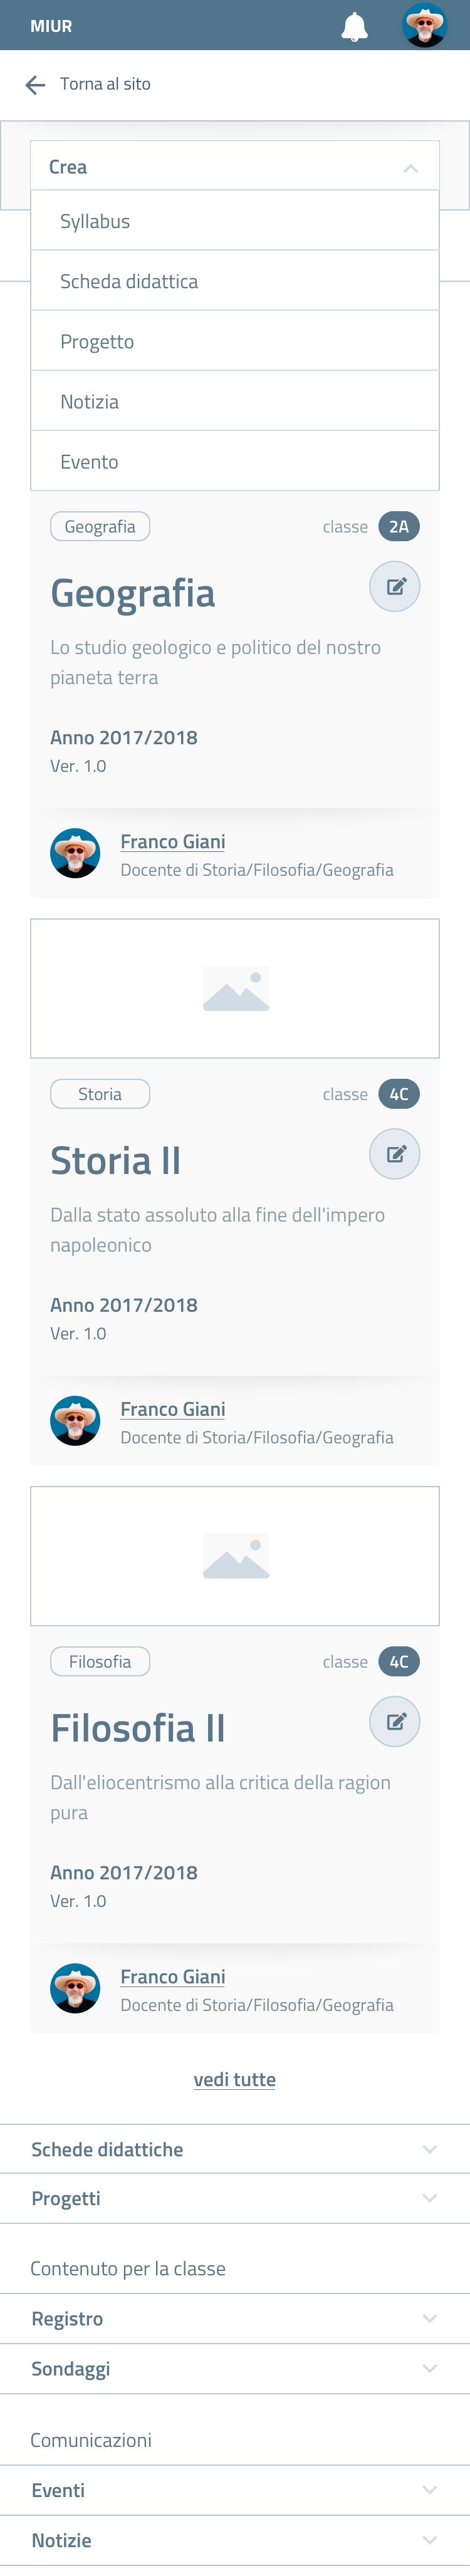 MIUR
Torna al sito
Crea
Syllabus
Scheda didattica
Progetto
Notizia
Evento
Geografia
classe 2A
Geografia
Lo studio geologico e politico del nostro
pianeta terra
Anno 2017/2018
Ver. 1.0
Franco Giani
Docente di Storia/Filosofia/Geografia
Storia
classe 4C
Storia II
Dalla stato assoluto alla fine dell'impero
napoleonico
Anno 2017/2018
Ver. 1.0
Franco Giani
Docente di Storia/Filosofia/Geografia
Filosofia
classe 4C
Filosofia II
Dall'eliocentrismo alla critica della ragion
pura
Anno 2017/2018
Ver. 1.0
Franco Giani
Docente di Storia/Filosofia/Geografia
vedi tutte
Schede didattiche
Progetti
Contenuto per la classe
Registro
Sondaggi
Comunicazioni
Eventi
Notizie